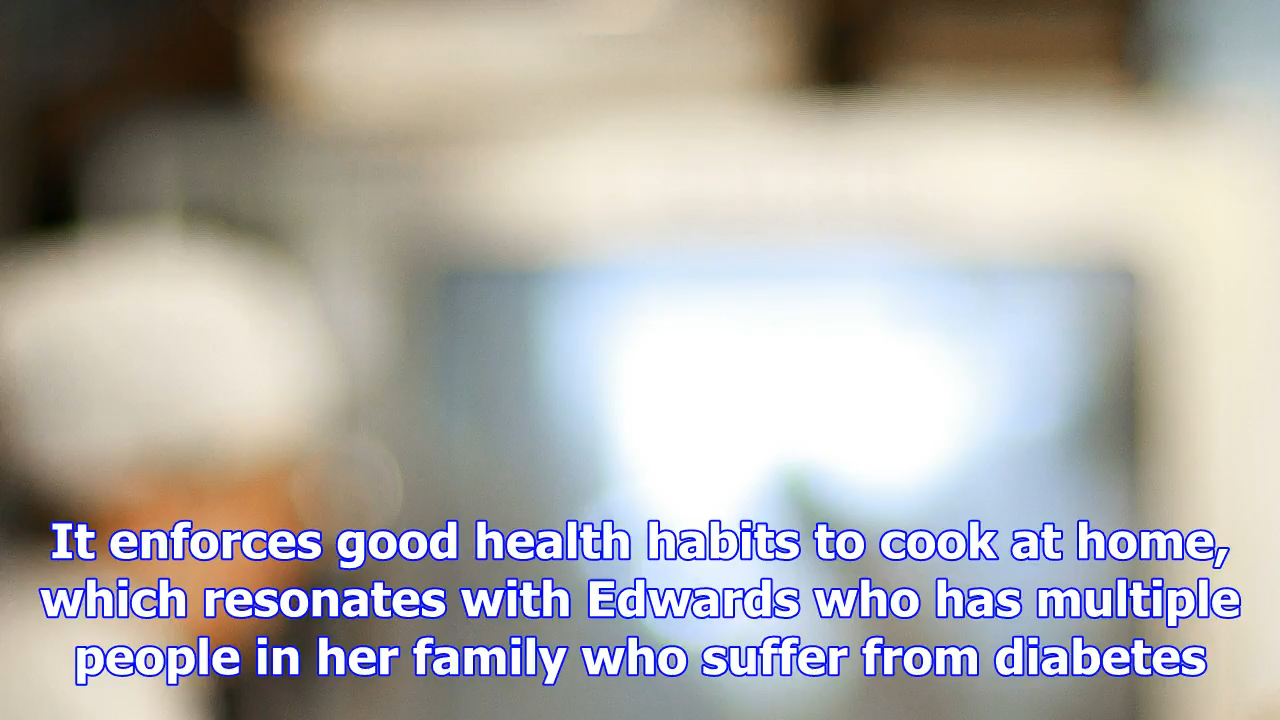 It enforces good health habits to cook at home,
which resonates with Edwards who has multiple
people in her family who suffer from diabetes